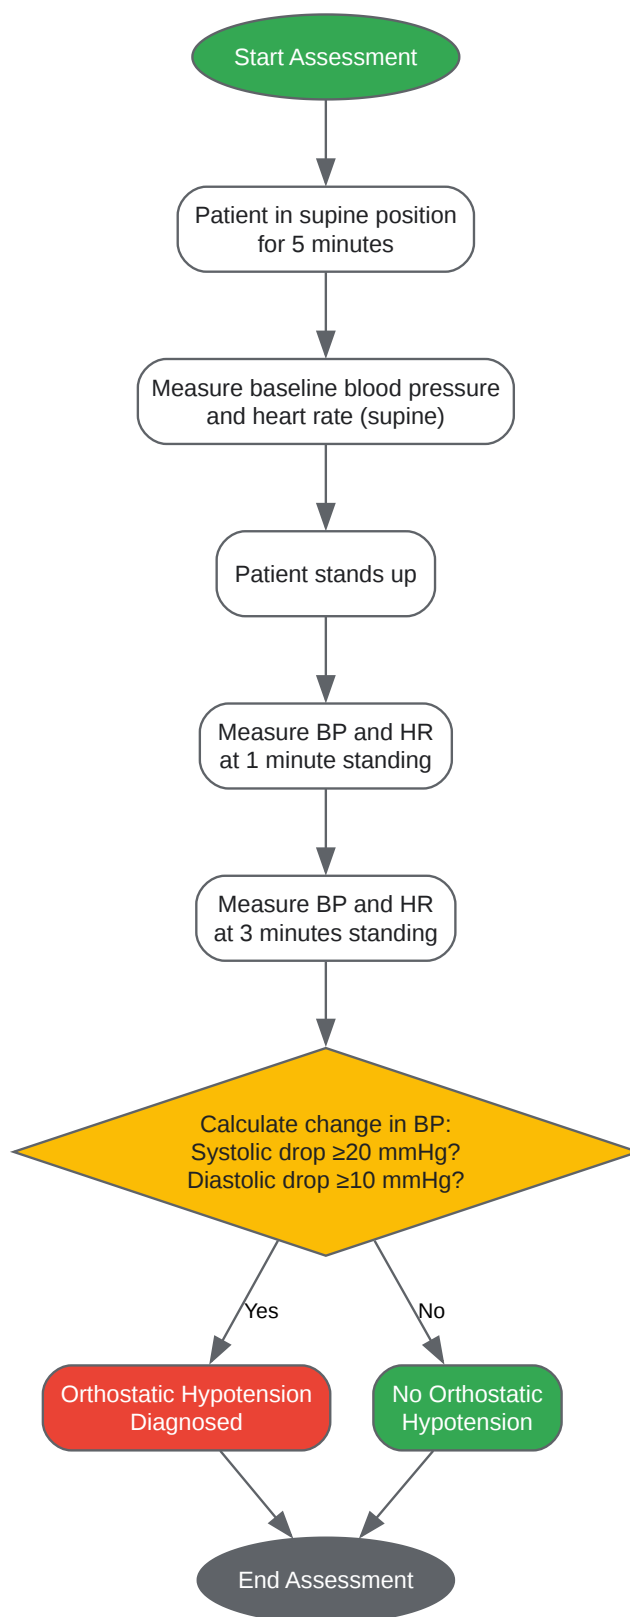 Start Assessment
Patient in supine position
for 5 minutes
Measure baseline blood pressure
and heart rate (supine)
Patient stands up
Measure BP and HR
at 1 minute standing
Measure BP and HR
at 3 minutes standing
Calculate change in BP:
Systolic drop ≥20 mmHg?
Diastolic drop ≥10 mmHg?
Yes
No
Orthostatic Hypotension
Diagnosed
No Orthostatic
Hypotension
End Assessment